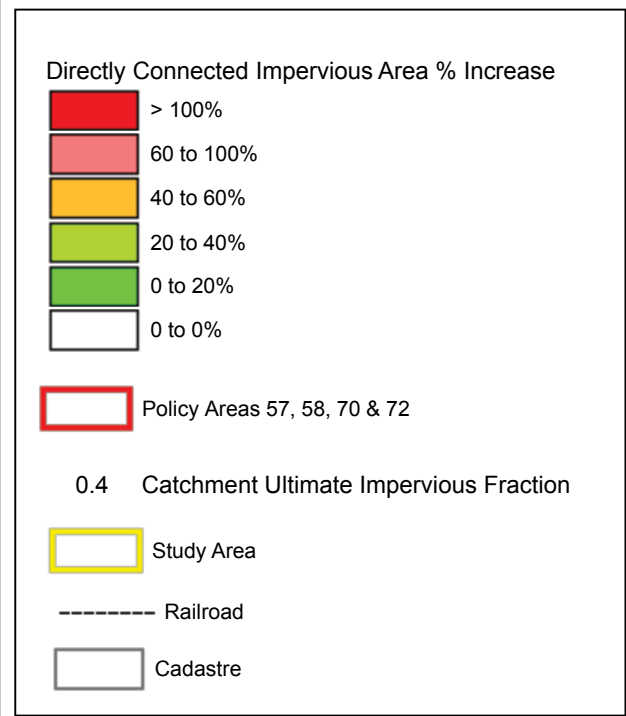 Directly Connected Impervious Area % Increase
> 100%
60 to 100%
40 to 60%
20 to 40%
0 to 20%
0 to 0%
Policy Areas 57, 58, 70 & 72
0.4 Catchment Ultimate Impervious Fraction
Study Area
Railroad
Cadastre